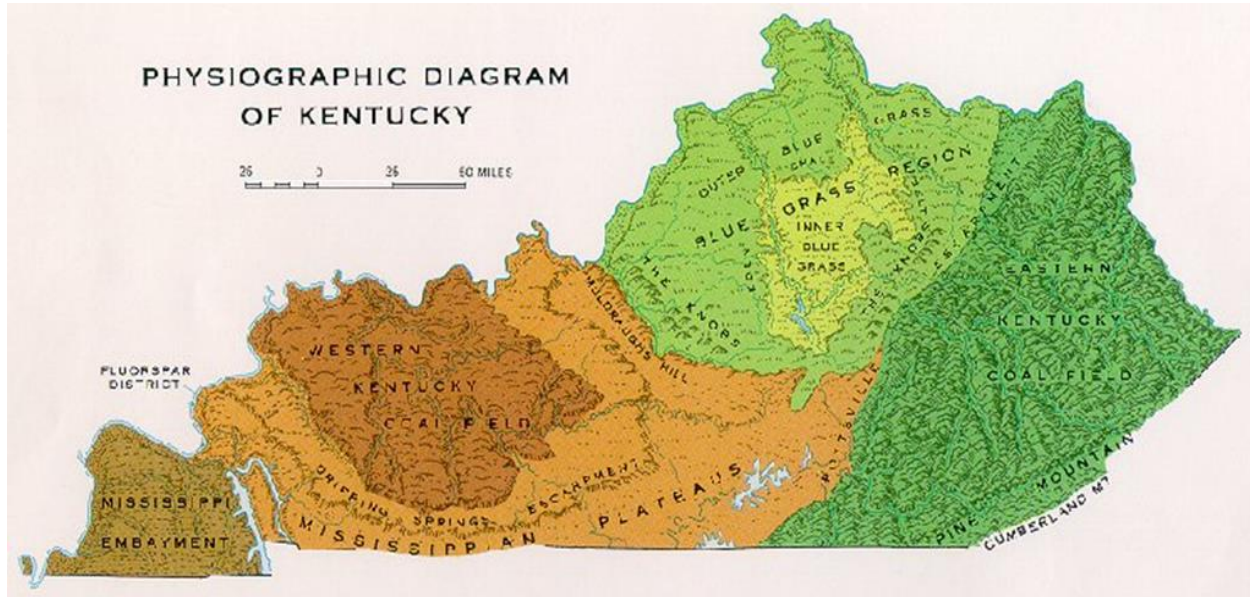 PHYSIOGRAPHIC DIAGRAM
OF KENTUCKY
25 0 25 50 MILES
OUTER BLUE GRASS
BLUE GRASS REGION
INNER
BLUE
GRASS
THE KNOBS
THE KNOBS
ESCARPMENT
MULDRAUGHS HILL
EASTERN
KENTUCKY
COAL FIELD
WESTERN
KENTUCKY
COAL FIELD
FLUORSPAR
DISTRICT
POTTSVILLE
DRIPPING SPRINGS ESCARPMENT
MISSISSIPPIAN PLATEAUS
MISSISSIPPI
EMBAYMENT
PINE MOUNTAIN
CUMBERLAND MT